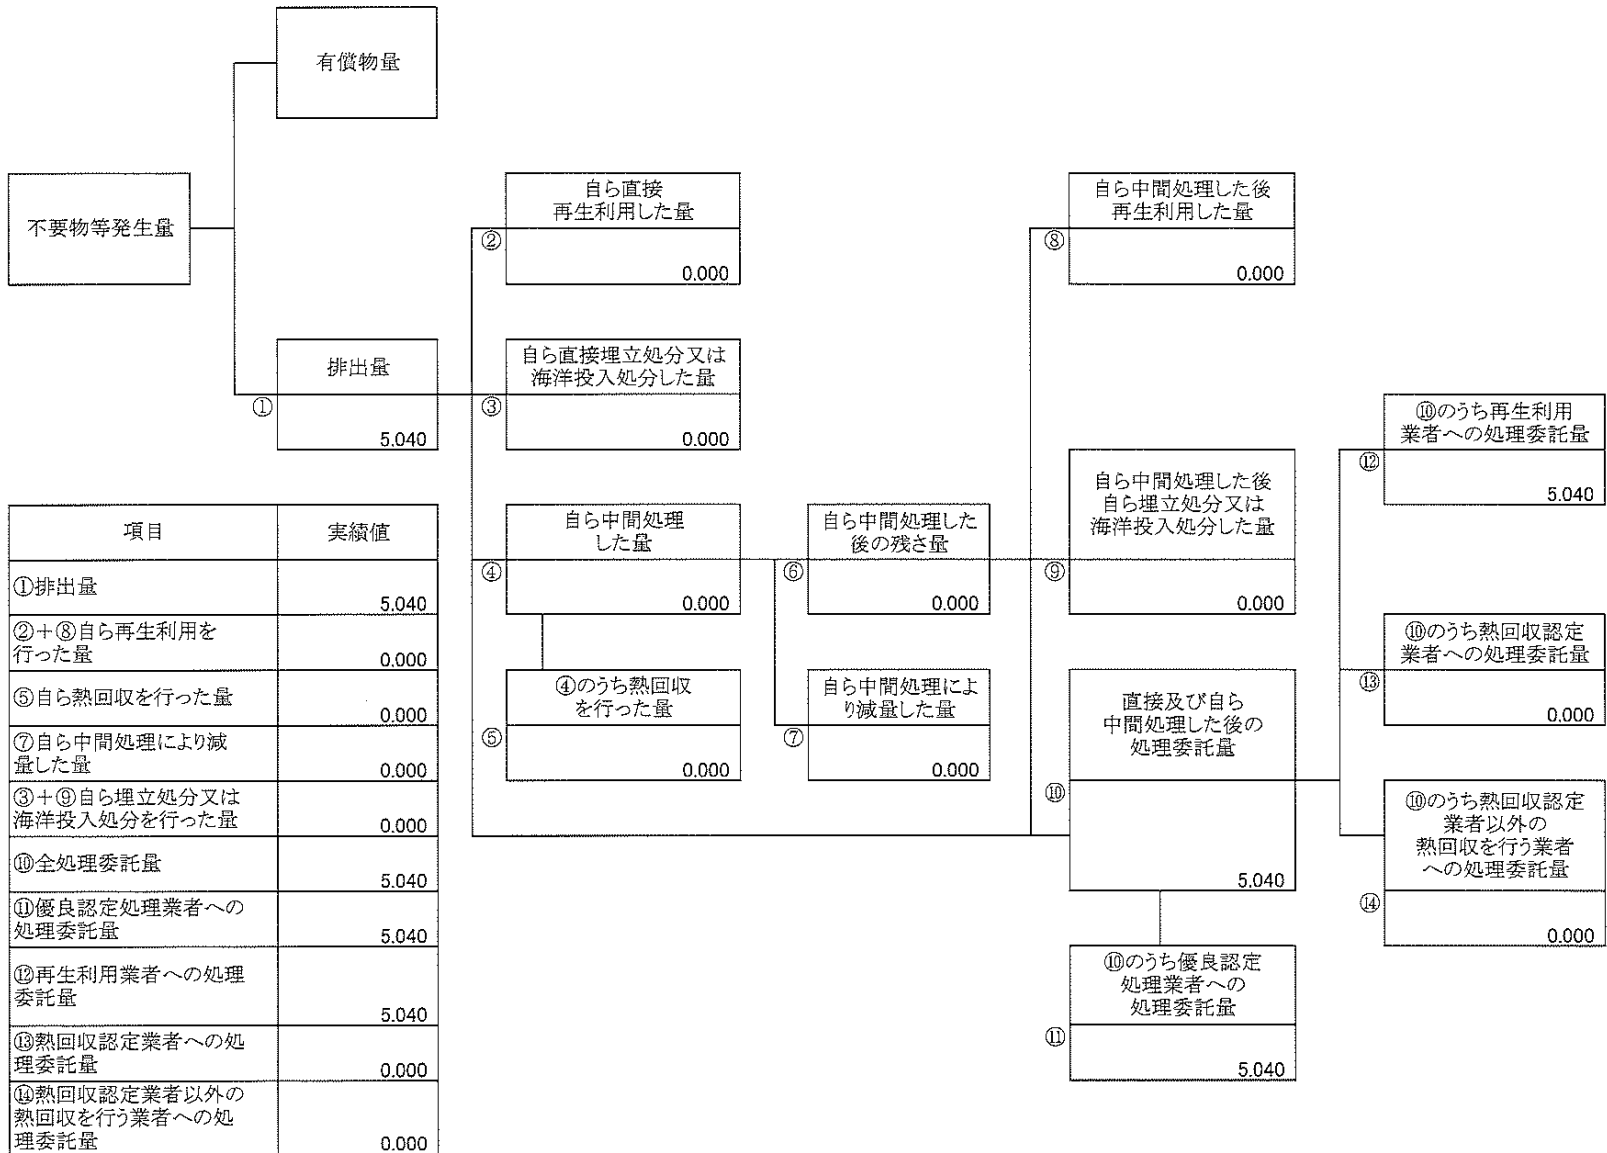 有償物量
不要物等発生量
自ら直接
再生利用した量
②
0.000
自ら中間処理した後
再生利用した量
⑧
0.000
排出量
①
5.040
自ら直接埋立処分又は
海洋投入処分した量
③
0.000
⑩のうち再生利用
業者への処理委託量
⑫
5.040
自ら中間処理
した量
④
0.000
自ら中間処理した
後の残さ量
⑥
0.000
自ら中間処理した後
自ら埋立処分又は
海洋投入処分した量
⑨
0.000
⑩のうち熱回収認定
業者への処理委託量
⑬
0.000
④のうち熱回収
を行った量
⑤
0.000
自ら中間処理によ
り減量した量
⑦
0.000
直接及び自ら
中間処理した後の
処理委託量
⑩
5.040
⑩のうち熱回収認定
業者以外の
熱回収を行う業者
への処理委託量
⑭
0.000
⑩のうち優良認定
処理業者への
処理委託量
⑪
5.040
項目 実績値
①排出量
5.040
②+⑧自ら再生利用を
行った量 0.000
⑤自ら熱回収を行った量
0.000
⑦自ら中間処理により減
量した量 0.000
③+⑨自ら埋立処分又は
海洋投入処分を行った量 0.000
⑩全処理委託量
5.040
⑪優良認定処理業者への
処理委託量 5.040
⑫再生利用業者への処理
委託量
5.040
⑬熱回収認定業者への処
理委託量 0.000
⑭熱回収認定業者以外の
熱回収を行う業者への処
理委託量 0.000